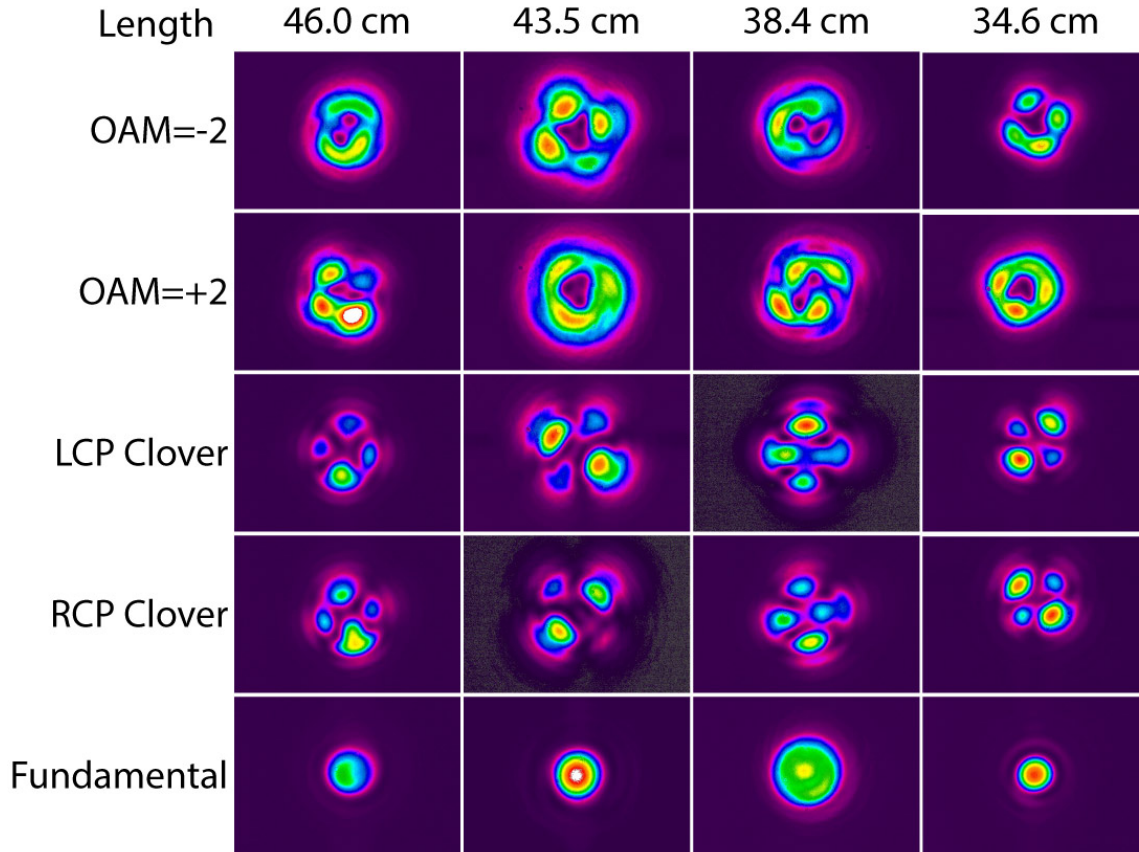 Length 46.0 cm 43.5 cm 38.4 cm 34.6 cm
OAM=-2
OAM=+2
LCP Clover
RCP Clover
Fundamental